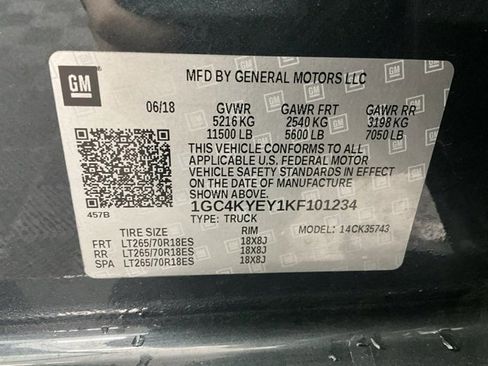 GM
MFD BY GENERAL MOTORS LLC
06/18 GVWR GAWR FRT GAWR RR
5216 KG 2540 KG 3198 KG
11500 LB 5600 LB 7050 LB
THIS VEHICLE CONFORMS TO ALL
APPLICABLE U.S. FEDERAL MOTOR
VEHICLE SAFETY STANDARDS IN EFFECT
ON THE DATE OF MANUFACTURE
SHOWN ABOVE.
1GC4KYEY1KF101234
457B TYPE: TRUCK
TIRE SIZE RIM MODEL: 14CK35743
FRT LT265/70R18ES 18X8J
RR LT265/70R18ES 18X8J
SPA LT265/70R18ES 18X8J